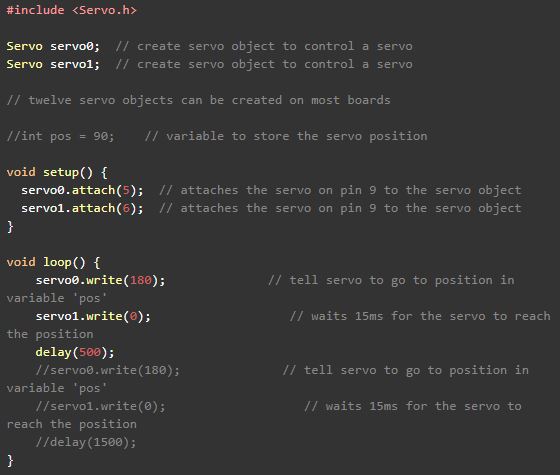 #include <Servo.h>

Servo servo0;  // create servo object to control a servo
Servo servo1;  // create servo object to control a servo

// twelve servo objects can be created on most boards

//int pos = 90;    // variable to store the servo position

void setup() {
  servo0.attach(5);  // attaches the servo on pin 9 to the servo object
  servo1.attach(6);  // attaches the servo on pin 9 to the servo object
}

void loop() {
    servo0.write(180);              // tell servo to go to position in
variable 'pos'
    servo1.write(0);                   // waits 15ms for the servo to reach
the position
    delay(500);
    //servo0.write(180);              // tell servo to go to position in
variable 'pos'
    //servo1.write(0);                   // waits 15ms for the servo to
reach the position
    //delay(1500);
}